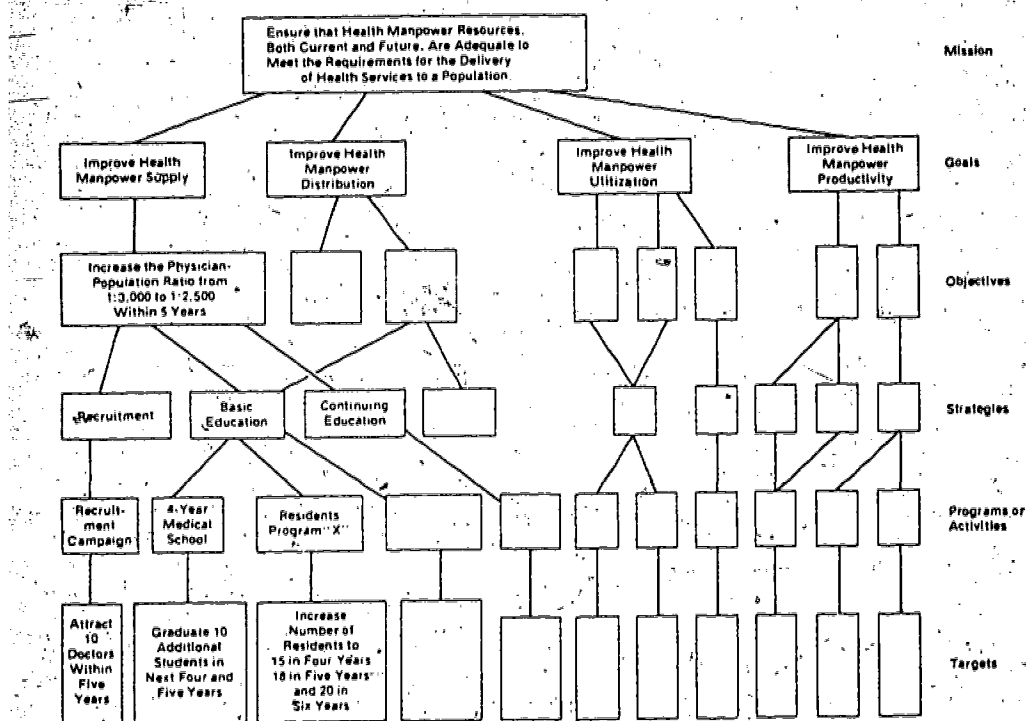 Ensure that Health Manpower Resources,
Both Current and Future, Are Adequate to
Meet the Requirements for the Delivery
of Health Services to a Population
Mission
Improve Health
Manpower Supply
Improve Health
Manpower
Distribution
Improve Health
Manpower
Utilization
Improve Health
Manpower
Productivity
Goals
Increase the Physician-
Population Ratio from
1:3,000 to 1:2,500
Within 5 Years
Objectives
Recruitment
Basic
Education
Continuing
Education
Strategies
Recruit-
ment
Campaign
4-Year
Medical
School
Residents
Program "X"
Programs or
Activities
Attract
10
Doctors
Within
Five
Years
Graduate 10
Additional
Students in
Next Four and
Five Years
Increase
Number of
Residents to
15 in Four Years
18 in Five Years
and 20 in
Six Years
Targets